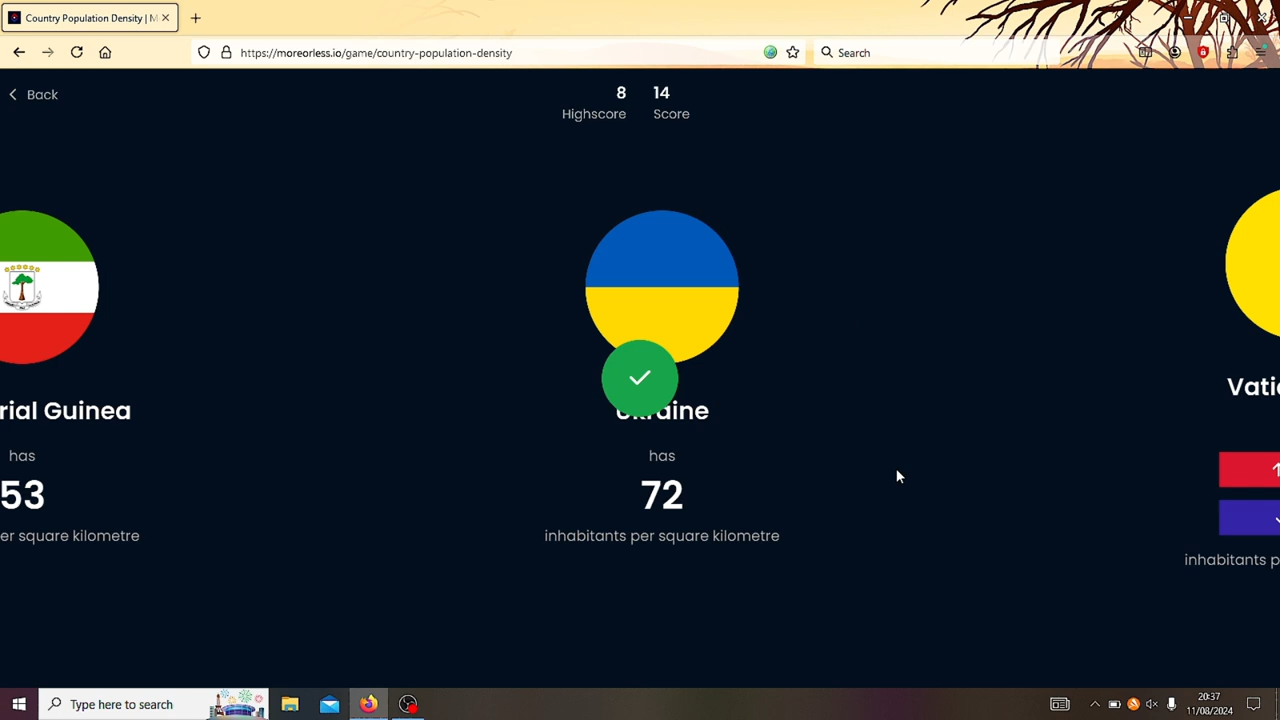 Country Population Density | M
https://moreorless.io/game/country-population-density
Search
Back
8 14
Highscore Score
rial Guinea
has
53
er square kilometre
Ukraine
has
72
inhabitants per square kilometre
Vati
inhabitants p
Type here to search
20:37
11/08/2024